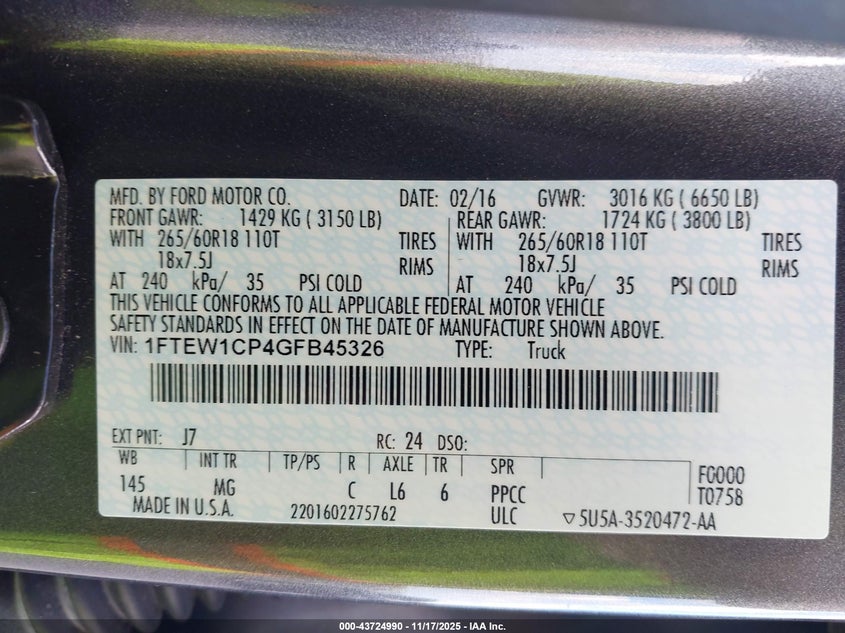 MFD. BY FORD MOTOR CO. DATE: 02/16 GVWR: 3016 KG ( 6650 LB)
FRONT GAWR: 1429 KG ( 3150 LB) REAR GAWR: 1724 KG ( 3800 LB)
WITH 265/60R18 110T TIRES WITH 265/60R18 110T TIRES
18x7.5J RIMS 18x7.5J RIMS
AT 240 kPa/ 35 PSI COLD AT 240 kPa/ 35 PSI COLD
THIS VEHICLE CONFORMS TO ALL APPLICABLE FEDERAL MOTOR VEHICLE
SAFETY STANDARDS IN EFFECT ON THE DATE OF MANUFACTURE SHOWN ABOVE.
VIN: 1FTEW1CP4GFB45326 TYPE: Truck
EXT PNT: J7 RC: 24 DSO:
WB INT TR TP/PS R AXLE TR SPR F0000
145 MG C L6 6 PPCC T0758
MADE IN U.S.A. 2201602275762 ULC ▽5U5A-3520472-AA
000-43724990 - 11/17/2025 - IAA Inc.